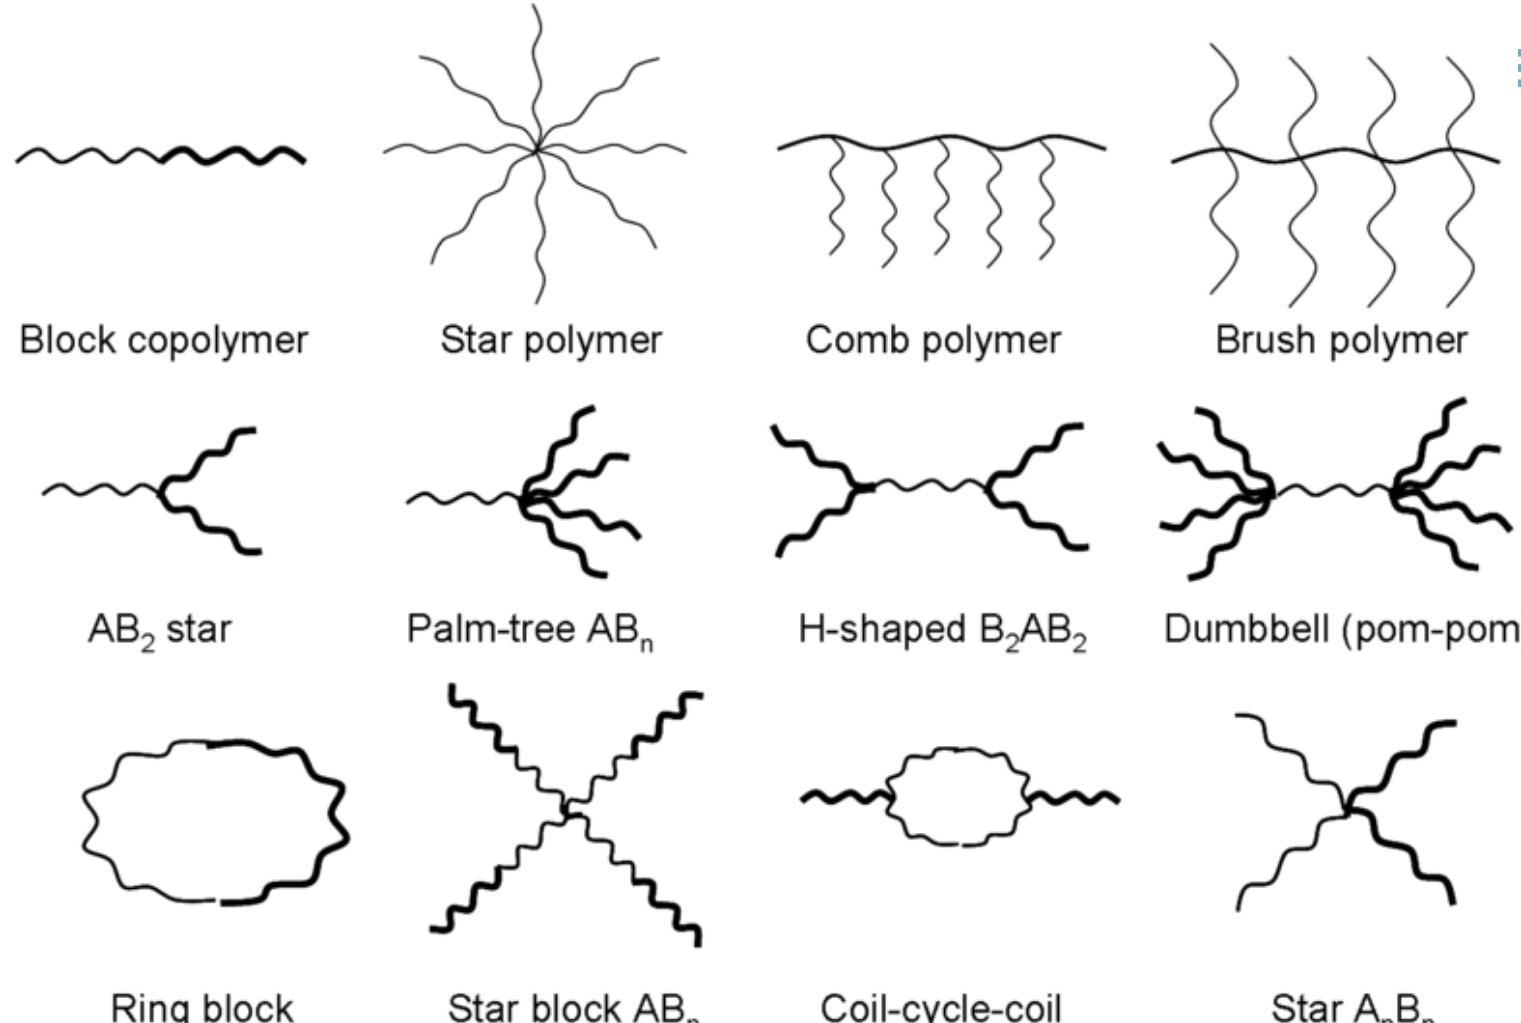 Block copolymer
Star polymer
Comb polymer
Brush polymer
AB₂ star
Palm-tree ABₙ
H-shaped B₂AB₂
Dumbbell (pom-pom
Ring block
Star block ABₙ
Coil-cycle-coil
Star AₙBₙ